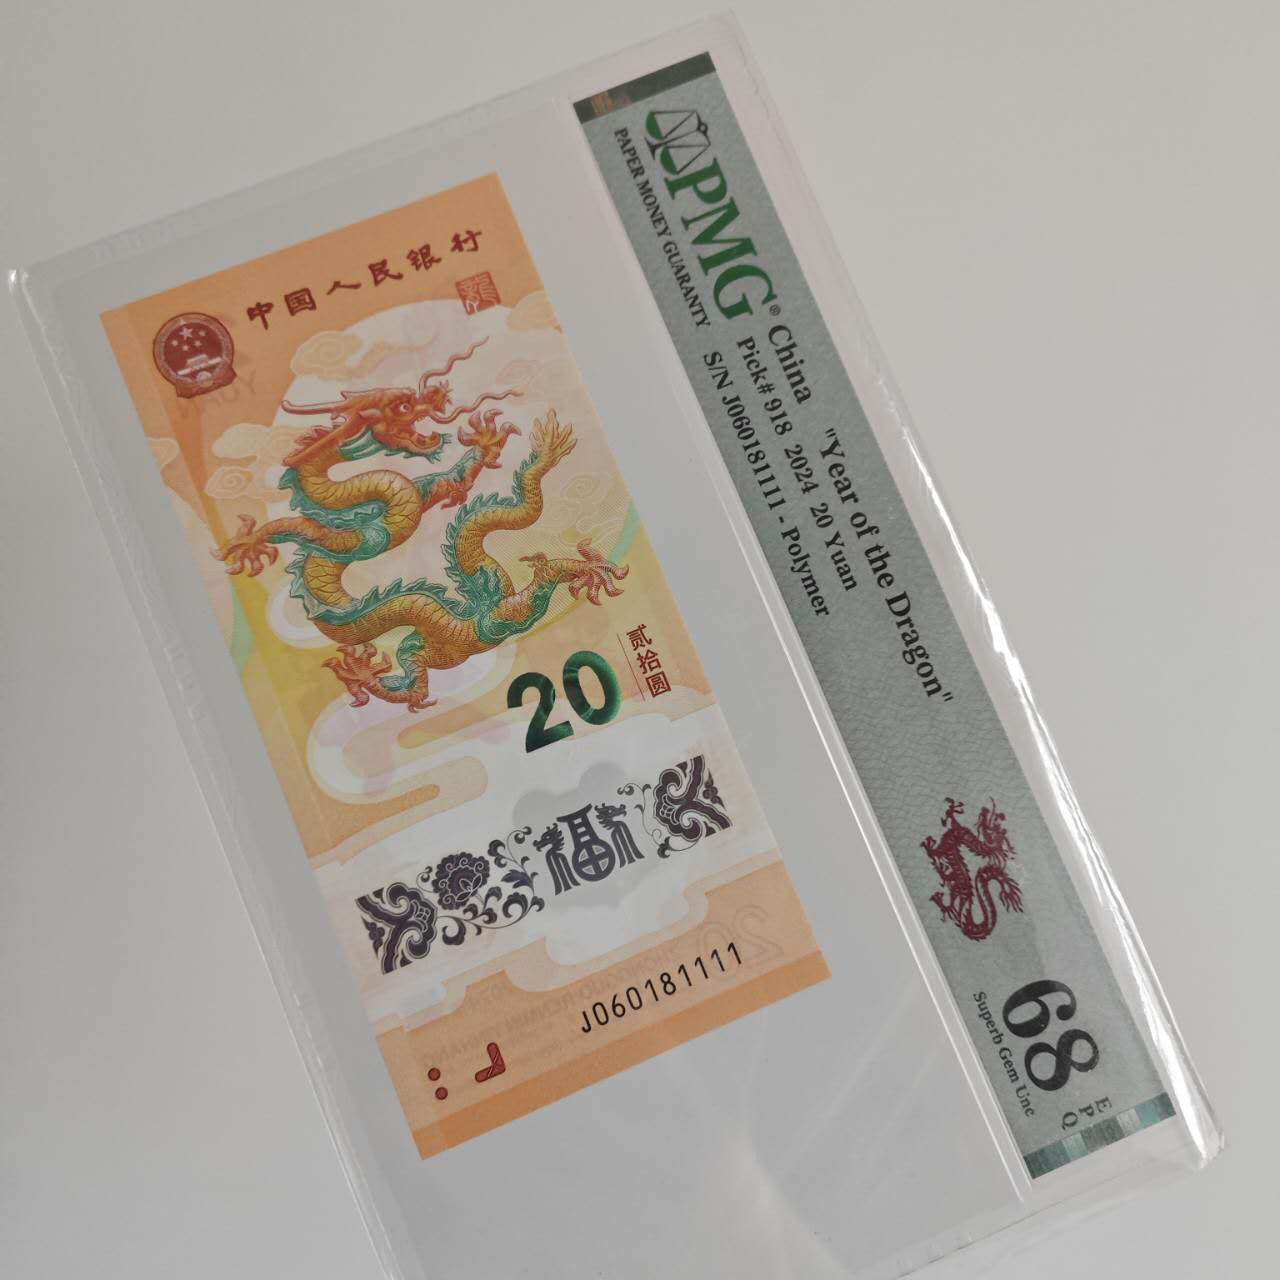 中国人民银行
龍
20
贰拾圆
福
J060181111
PMG®
PAPER MONEY GUARANTY
China "Year of the Dragon"
Pick# 918 2024 20 Yuan
S/N J060181111 - Polymer
68
EPQ
Superb Gem Unc